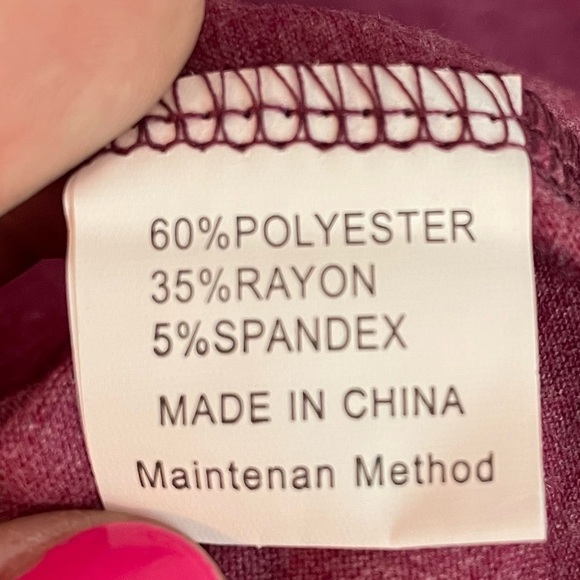 60%POLYESTER
35%RAYON
5%SPANDEX
MADE IN CHINA
Maintenan Method